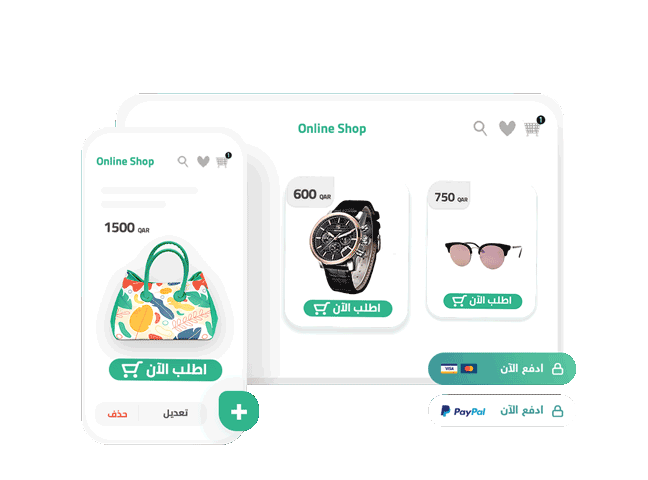 Online Shop
1
Online Shop
1
1500 QAR
اطلب الآن
تعديل
حذف
600 QAR
اطلب الآن
750 QAR
اطلب الآن
ادفع الآن
VISA
ادفع الآن
PayPal